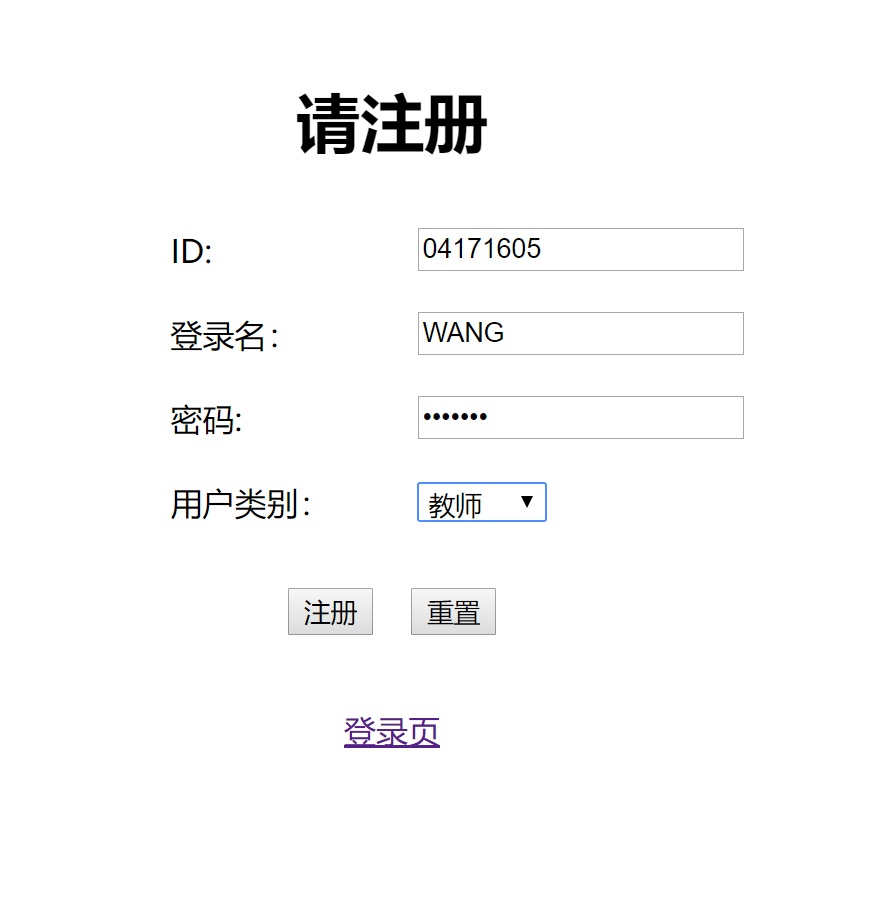 请注册
ID: 04171605
登录名： WANG
密码: •••••••
用户类别： 教师
注册 重置
登录页